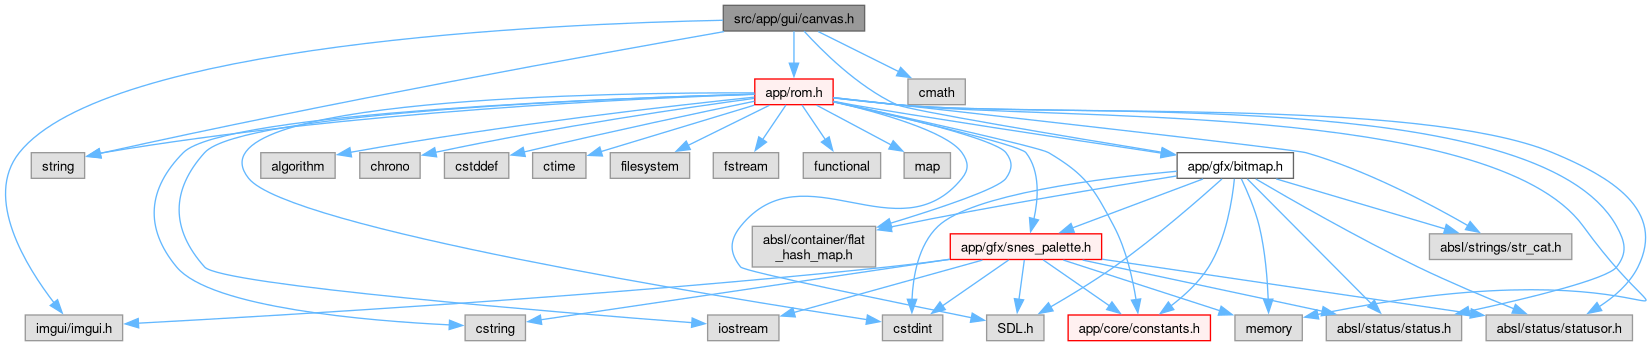 src/app/gui/canvas.h
app/rom.h
cmath
string
algorithm
chrono
cstddef
ctime
filesystem
fstream
functional
map
app/gfx/bitmap.h
absl/container/flat
_hash_map.h
app/gfx/snes_palette.h
absl/strings/str_cat.h
imgui/imgui.h
cstring
iostream
cstdint
SDL.h
app/core/constants.h
memory
absl/status/status.h
absl/status/statusor.h